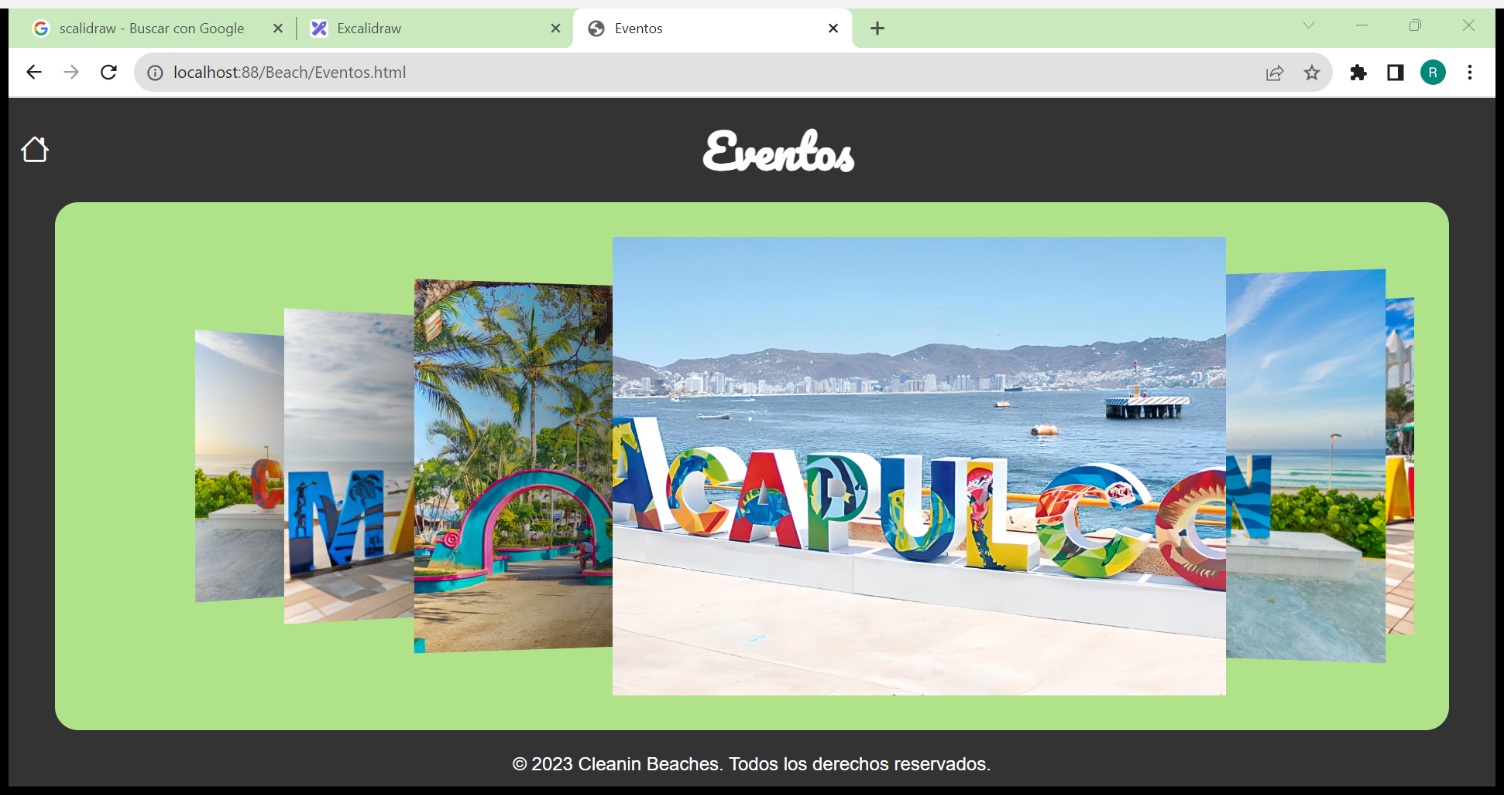 scalidraw - Buscar con Google
Excalidraw
Eventos
localhost:88/Beach/Eventos.html
R
Eventos
C
MA
ACAPULCO
N
© 2023 Cleanin Beaches. Todos los derechos reservados.